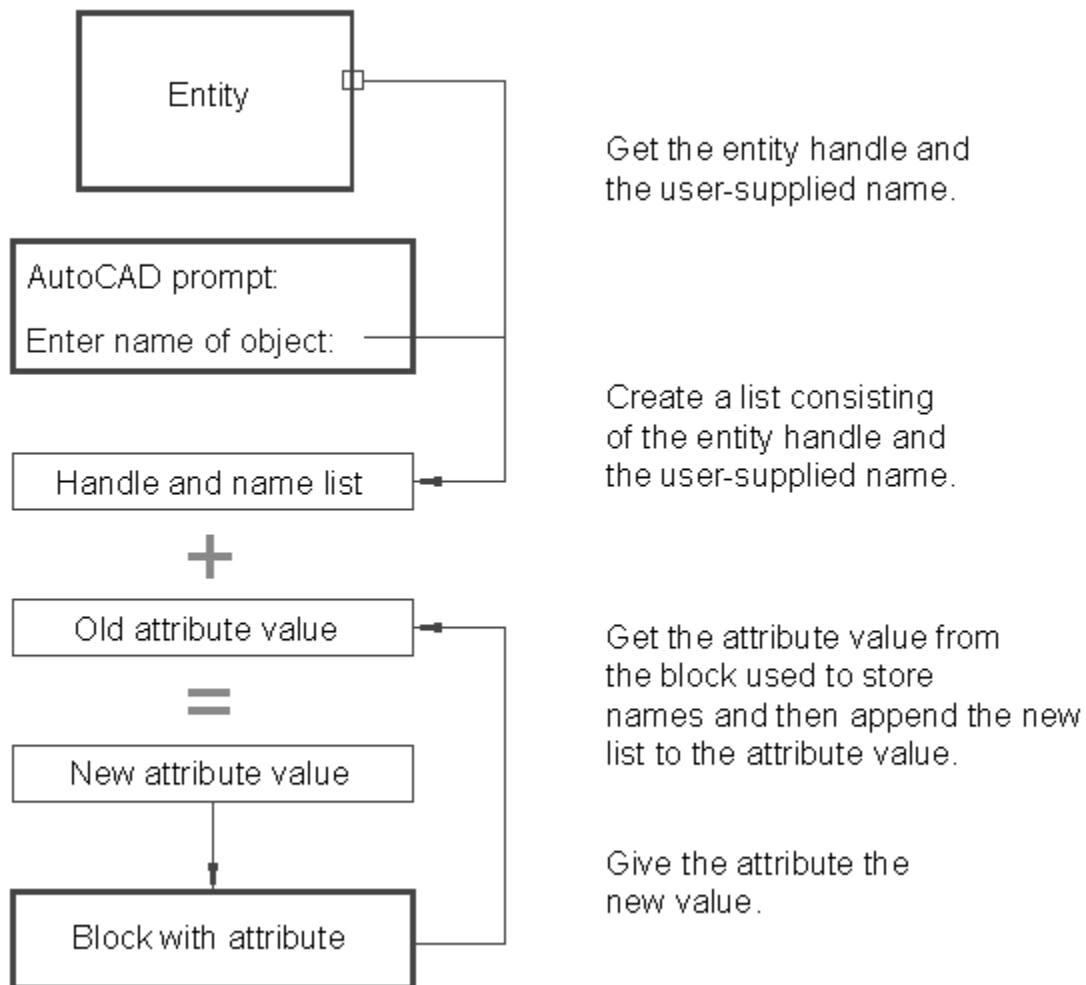 Entity
Get the entity handle and
the user-supplied name.
AutoCAD prompt:
Enter name of object:
Create a list consisting
of the entity handle and
the user-supplied name.
Handle and name list
+
Old attribute value
Get the attribute value from
the block used to store
names and then append the new
list to the attribute value.
=
New attribute value
Give the attribute the
new value.
Block with attribute